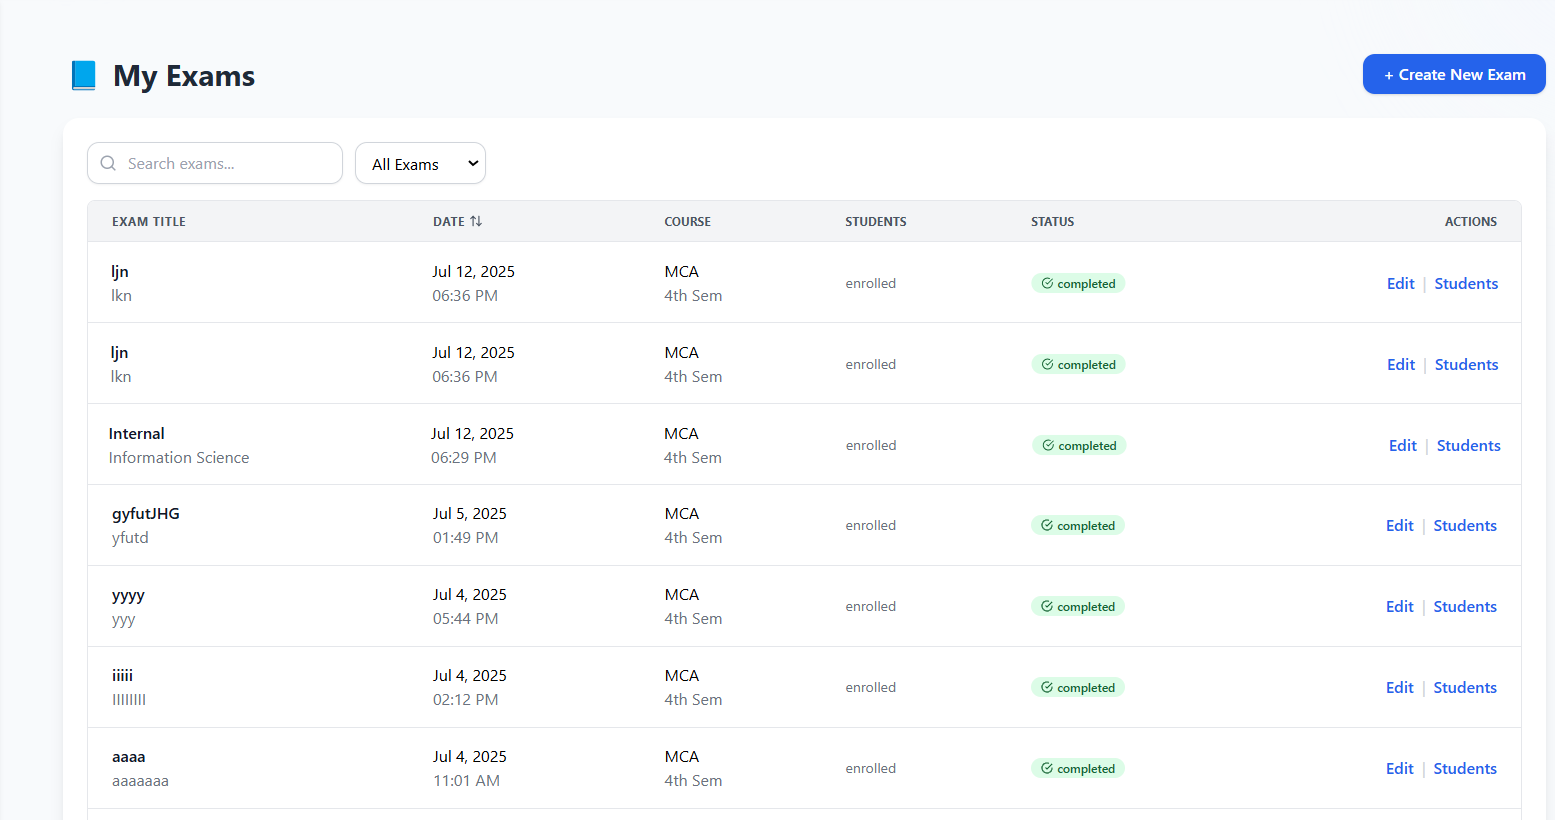 My Exams
+ Create New Exam
Search exams...
All Exams
EXAM TITLE DATE COURSE STUDENTS STATUS ACTIONS
ljn Jul 12, 2025 MCA enrolled completed Edit | Students
lkn 06:36 PM 4th Sem
ljn Jul 12, 2025 MCA enrolled completed Edit | Students
lkn 06:36 PM 4th Sem
Internal Jul 12, 2025 MCA enrolled completed Edit | Students
Information Science 06:29 PM 4th Sem
gyfutJHG Jul 5, 2025 MCA enrolled completed Edit | Students
yfutd 01:49 PM 4th Sem
yyyy Jul 4, 2025 MCA enrolled completed Edit | Students
yyy 05:44 PM 4th Sem
iiiii Jul 4, 2025 MCA enrolled completed Edit | Students
llllllll 02:12 PM 4th Sem
aaaa Jul 4, 2025 MCA enrolled completed Edit | Students
aaaaaaa 11:01 AM 4th Sem